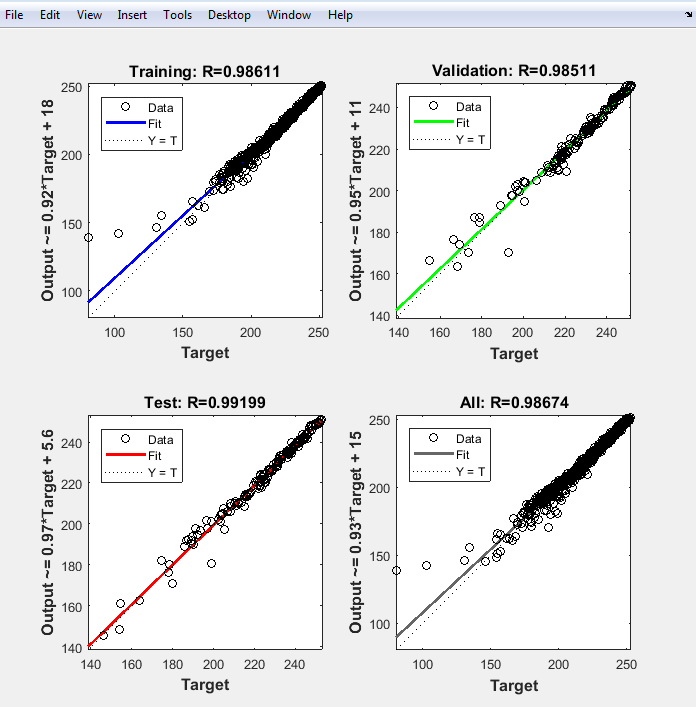 File Edit View Insert Tools Desktop Window Help
Training: R=0.98611
Output ~= 0.92*Target + 18
250
200
150
100
Data
Fit
Y = T
100 150 200 250
Target
Validation: R=0.98511
Output ~= 0.95*Target + 11
240
220
200
180
160
140
Data
Fit
Y = T
140 160 180 200 220 240
Target
Test: R=0.99199
Output ~= 0.97*Target + 5.6
240
220
200
180
160
140
Data
Fit
Y = T
140 160 180 200 220 240
Target
All: R=0.98674
Output ~= 0.93*Target + 15
250
200
150
100
Data
Fit
Y = T
100 150 200 250
Target